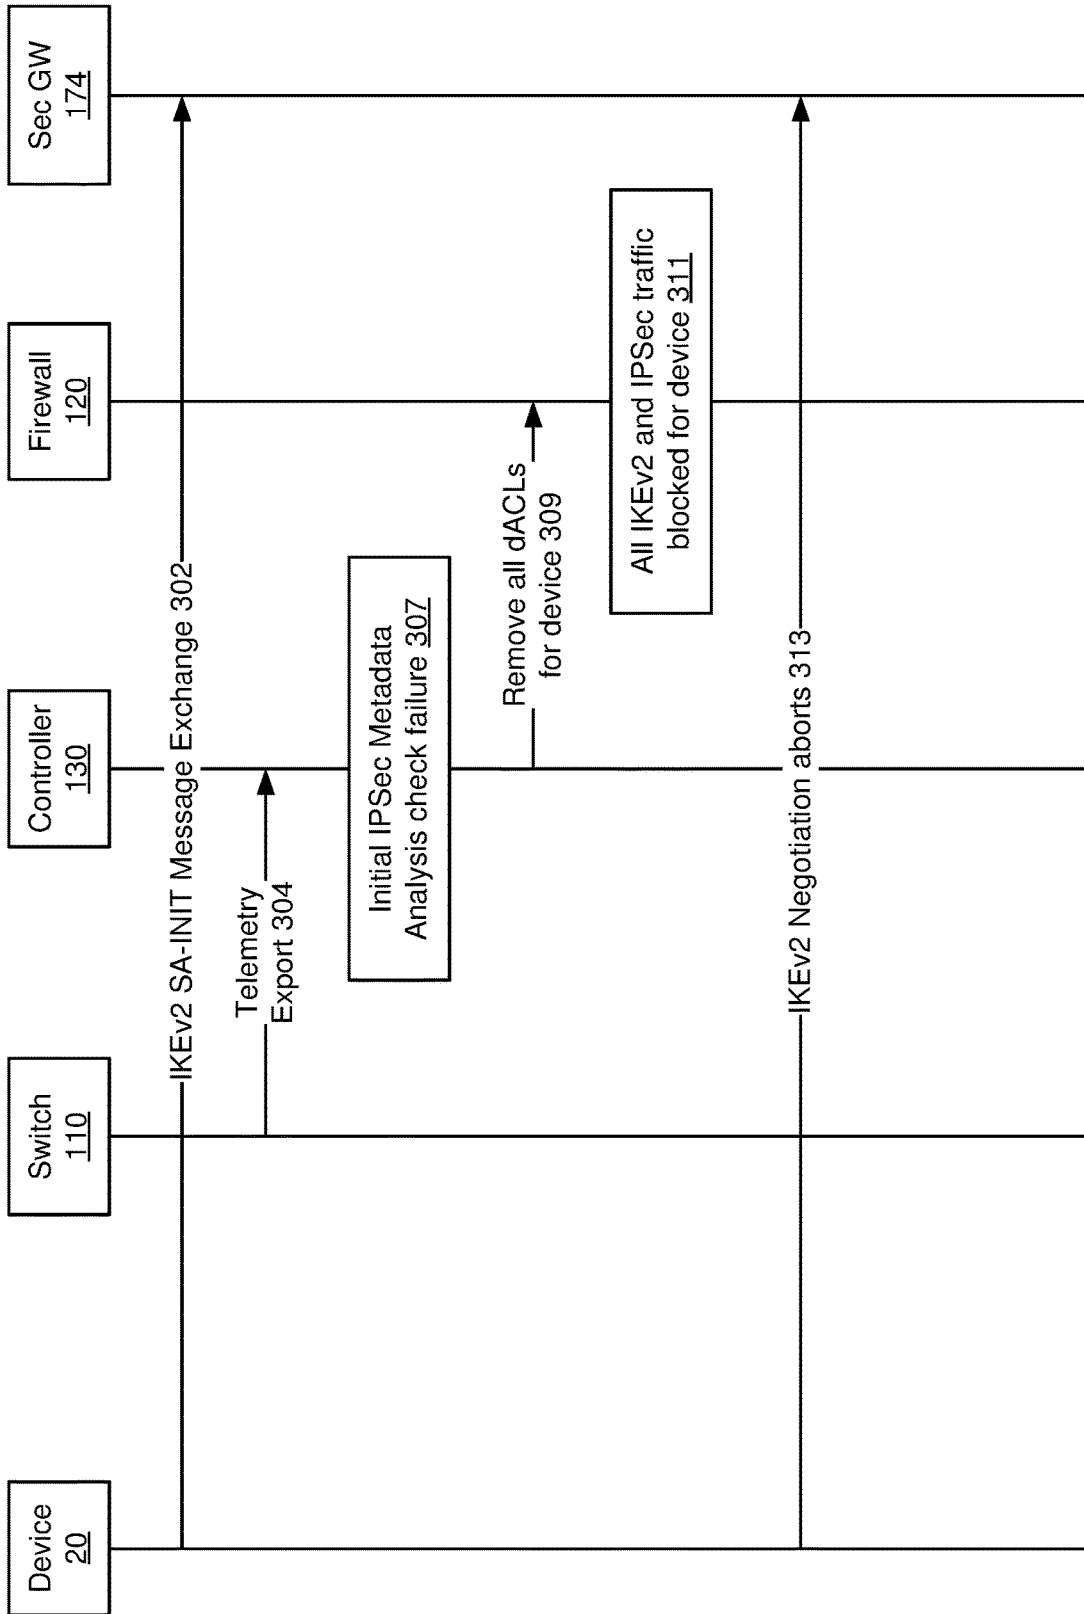 Device
20
Switch
110
Controller
130
Firewall
120
Sec GW
174
IKEv2 SA-INIT Message Exchange 302
Telemetry
Export 304
Initial IPSec Metadata
Analysis check failure 307
Remove all dACLs
for device 309
All IKEv2 and IPSec traffic
blocked for device 311
IKEv2 Negotiation aborts 313